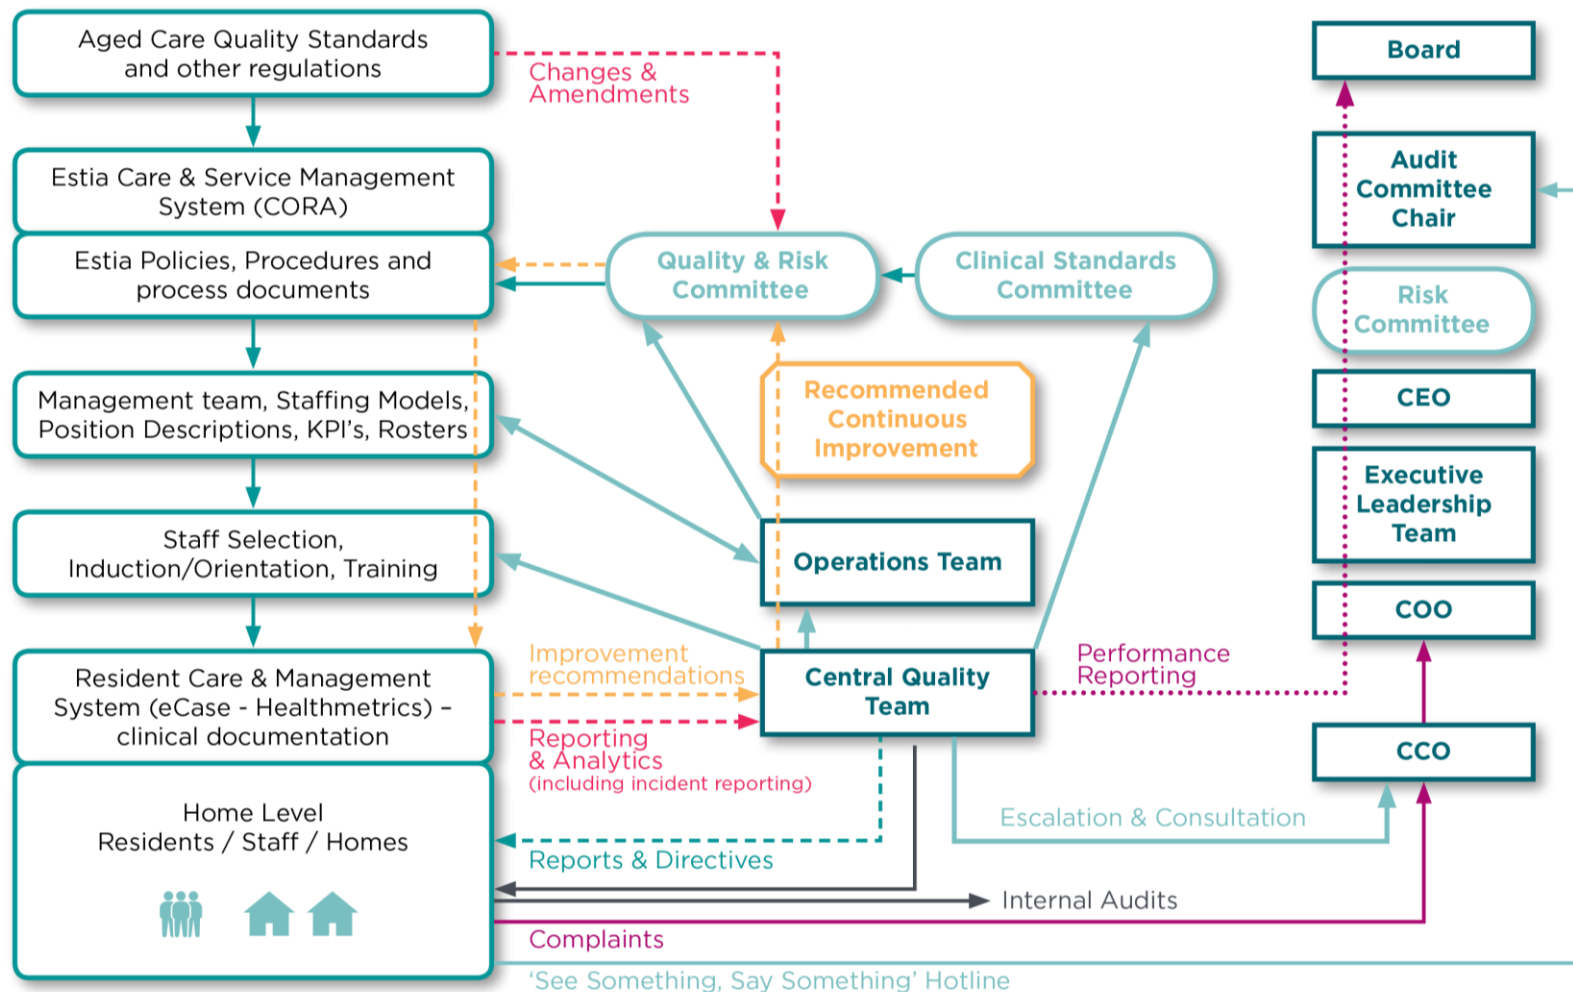 Aged Care Quality Standards
and other regulations
Changes &
Amendments
Estia Care & Service Management
System (CORA)
Estia Policies, Procedures and
process documents
Quality & Risk
Committee
Clinical Standards
Committee
Management team, Staffing Models,
Position Descriptions, KPI's, Rosters
Recommended
Continuous
Improvement
Staff Selection,
Induction/Orientation, Training
Operations Team
Resident Care & Management
System (eCase - Healthmetrics) –
clinical documentation
Improvement
recommendations
Reporting
& Analytics
(including incident reporting)
Central Quality
Team
Performance
Reporting
Home Level
Residents / Staff / Homes
Reports & Directives
Escalation & Consultation
Internal Audits
Complaints
‘See Something, Say Something’ Hotline
Board
Audit
Committee
Chair
Risk
Committee
CEO
Executive
Leadership
Team
COO
CCO